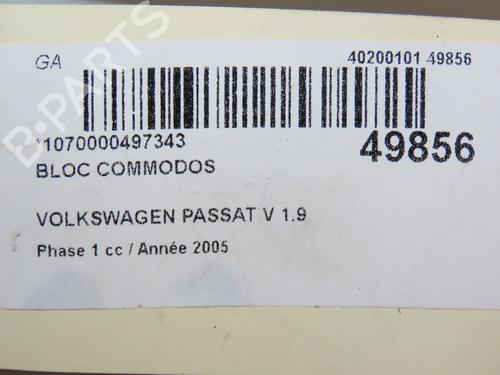 GA
40200101 49856
*1070000497343
49856
BLOC COMMODOS
VOLKSWAGEN PASSAT V 1.9
Phase 1 cc / Année 2005
B-PARTS